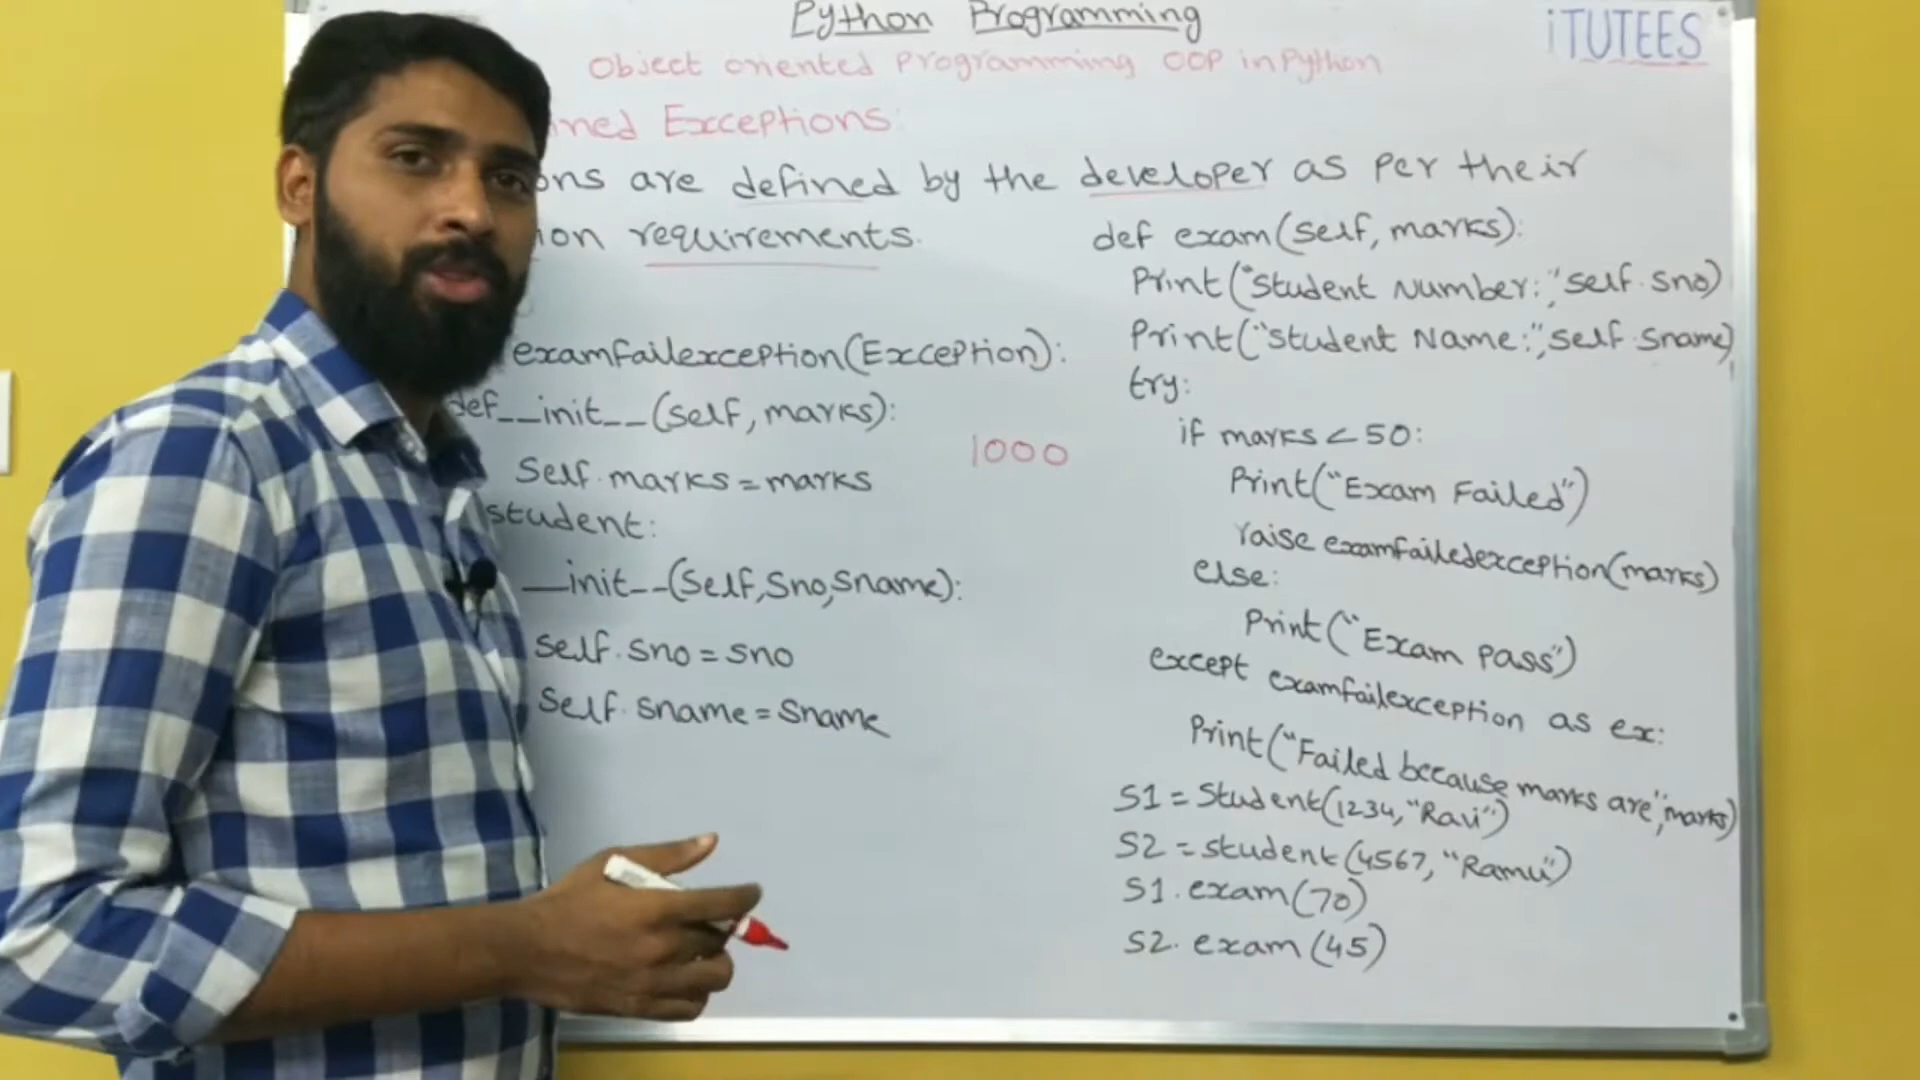 Python Programming
iTUTEES
Object oriented Programming OOP in Python
ined Exceptions:
ons are defined by the developer as per their
ion requirements.
examfailexception(Exception):
def__init__(self, marks):
self.marks=marks
1000
student:
__init__(self,sno,sname):
self.sno=sno
self.sname=sname
def exam(self, marks):
Print("Student Number:",self.sno)
Print("student Name:",self.sname)
try:
if marks<50:
Print("Exam Failed")
raise examfailedexception(marks)
else:
Print("Exam pass")
except examfailexception as ex:
Print("Failed because marks are",marks)
S1=Student(1234,"Ravi")
S2=student(4567,"Ramu")
S1.exam(70)
S2.exam(45)